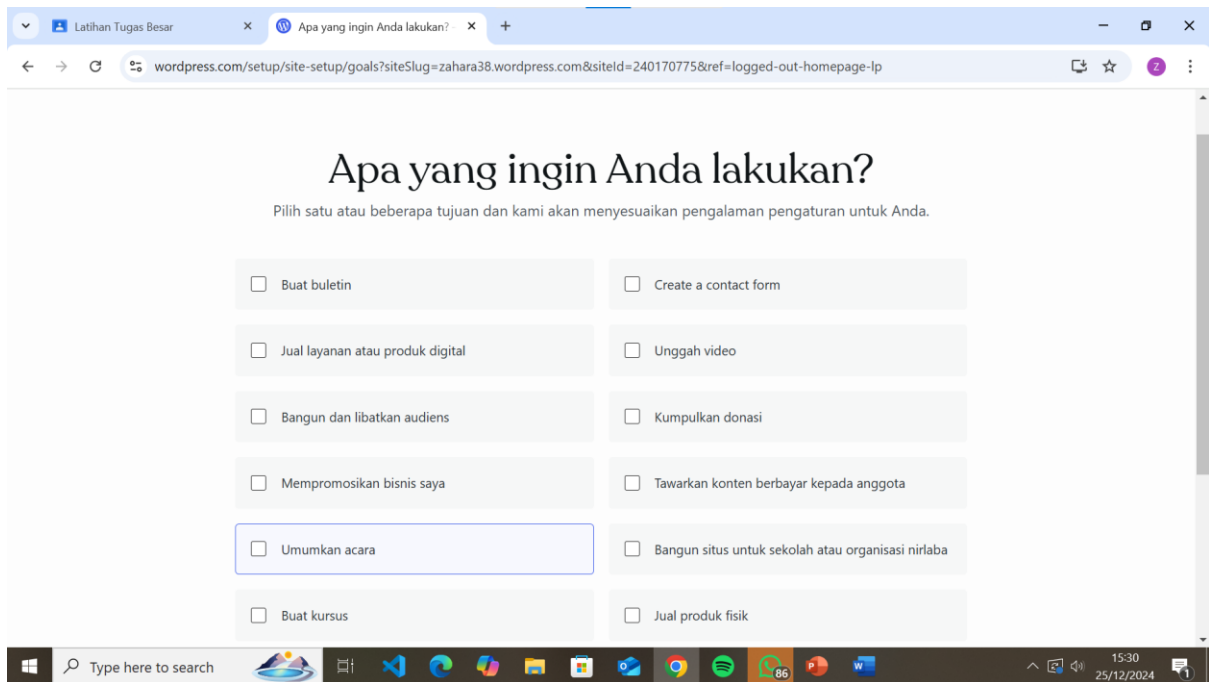 Latihan Tugas Besar
Apa yang ingin Anda lakukan?
wordpress.com/setup/site-setup/goals?siteSlug=zahara38.wordpress.com&siteId=240170775&ref=logged-out-homepage-lp
Z
Apa yang ingin Anda lakukan?
Pilih satu atau beberapa tujuan dan kami akan menyesuaikan pengalaman pengaturan untuk Anda.
Buat buletin
Create a contact form
Jual layanan atau produk digital
Unggah video
Bangun dan libatkan audiens
Kumpulkan donasi
Mempromosikan bisnis saya
Tawarkan konten berbayar kepada anggota
Umumkan acara
Bangun situs untuk sekolah atau organisasi nirlaba
Buat kursus
Jual produk fisik
Type here to search
86
15:30
25/12/2024
1